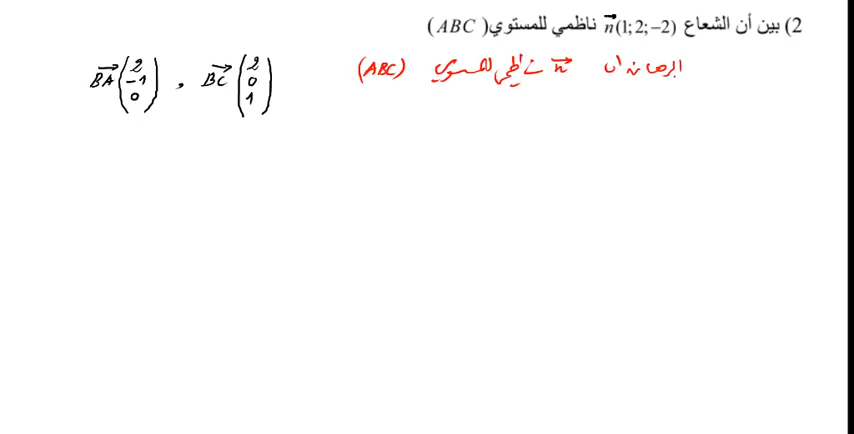 2) بين أن الشعاع n⃗(1;2;−2) ناظمي للمستوي (ABC)
البرهان أن n⃗ ناظمي للمستوي (ABC)
BA⃗ (2 −1 0) , BC⃗ (2 0 1)